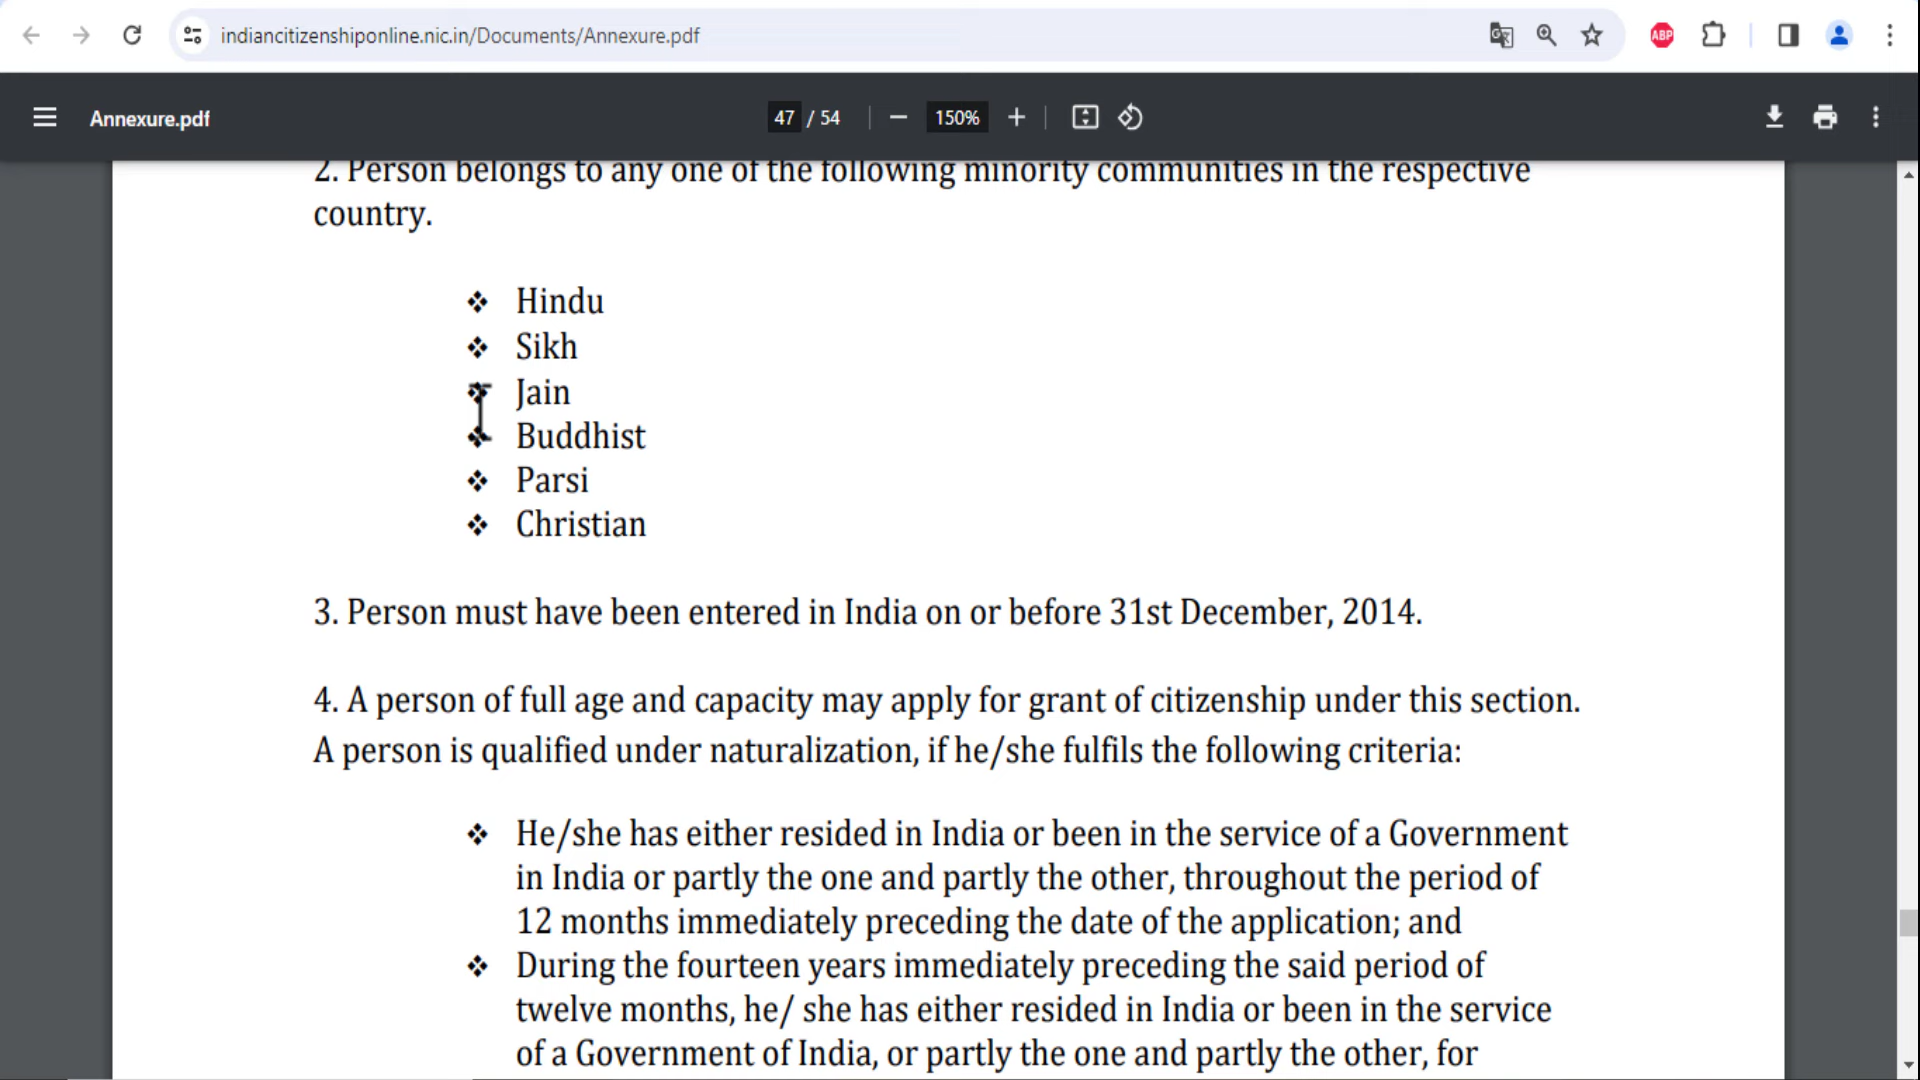 indiancitizenshiponline.nic.in/Documents/Annexure.pdf
ABP
Annexure.pdf
47 / 54
150%
2. Person belongs to any one of the following minority communities in the respective
country.
❖ Hindu
❖ Sikh
❖ Jain
❖ Buddhist
❖ Parsi
❖ Christian
3. Person must have been entered in India on or before 31st December, 2014.
4. A person of full age and capacity may apply for grant of citizenship under this section.
A person is qualified under naturalization, if he/she fulfils the following criteria:
❖ He/she has either resided in India or been in the service of a Government
in India or partly the one and partly the other, throughout the period of
12 months immediately preceding the date of the application; and
❖ During the fourteen years immediately preceding the said period of
twelve months, he/ she has either resided in India or been in the service
of a Government of India, or partly the one and partly the other, for